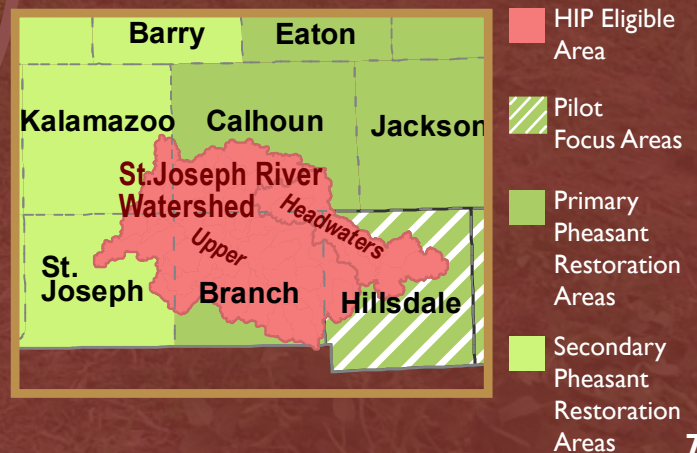 Barry
Eaton
Kalamazoo
Calhoun
Jackson
St.Joseph River
Watershed
Headwaters
Upper
St.
Joseph
Branch
Hillsdale
HIP Eligible
Area
Pilot
Focus Areas
Primary
Pheasant
Restoration
Areas
Secondary
Pheasant
Restoration
Areas
7